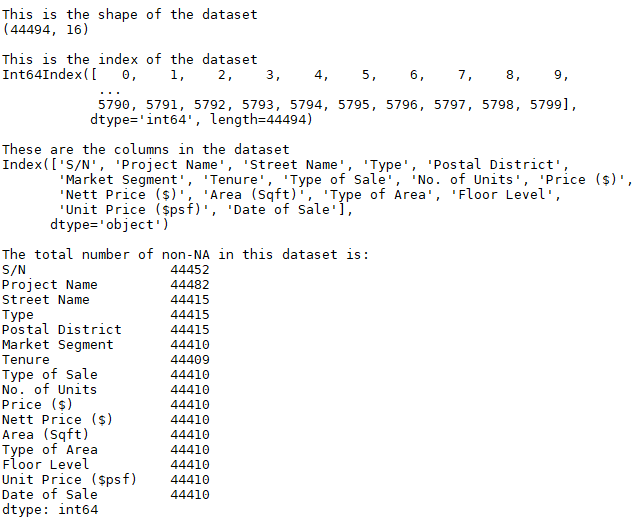 This is the shape of the dataset
(44494, 16)
This is the index of the dataset
Int64Index([   0,    1,    2,    3,    4,    5,    6,    7,    8,    9,
            ...
            5790, 5791, 5792, 5793, 5794, 5795, 5796, 5797, 5798, 5799],
           dtype='int64', length=44494)
These are the columns in the dataset
Index(['S/N', 'Project Name', 'Street Name', 'Type', 'Postal District',
       'Market Segment', 'Tenure', 'Type of Sale', 'No. of Units', 'Price ($)',
       'Nett Price ($)', 'Area (Sqft)', 'Type of Area', 'Floor Level',
       'Unit Price ($psf)', 'Date of Sale'],
      dtype='object')
The total number of non-NA in this dataset is:
S/N                  44452
Project Name         44482
Street Name          44415
Type                 44415
Postal District      44415
Market Segment       44410
Tenure               44409
Type of Sale         44410
No. of Units         44410
Price ($)            44410
Nett Price ($)       44410
Area (Sqft)          44410
Type of Area         44410
Floor Level          44410
Unit Price ($psf)    44410
Date of Sale         44410
dtype: int64